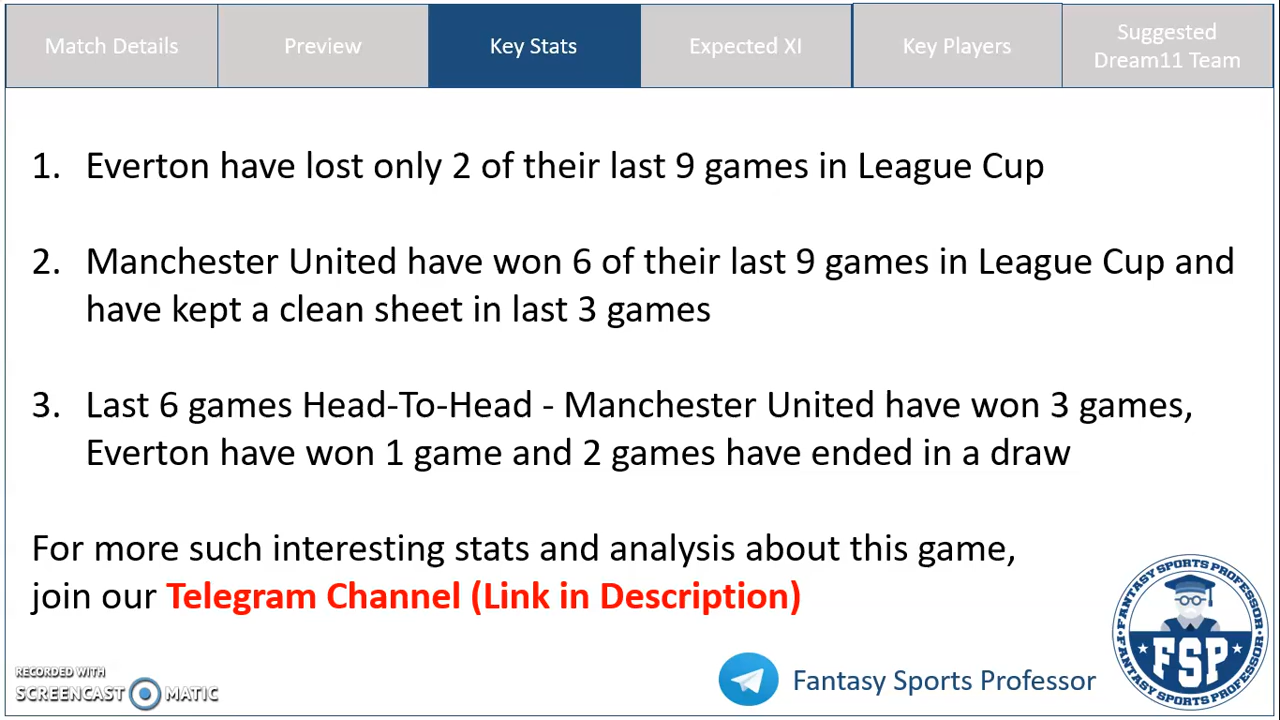 Match Details
Preview
Key Stats
Expected XI
Key Players
Suggested
Dream11 Team
1. Everton have lost only 2 of their last 9 games in League Cup
2. Manchester United have won 6 of their last 9 games in League Cup and
have kept a clean sheet in last 3 games
3. Last 6 games Head-To-Head - Manchester United have won 3 games,
Everton have won 1 game and 2 games have ended in a draw
For more such interesting stats and analysis about this game,
join our Telegram Channel (Link in Description)
RECORDED WITH
SCREENCAST MATIC
Fantasy Sports Professor
FANTASY SPORTS PROFESSOR
FSP
FANTASY SPORTS PROFESSOR